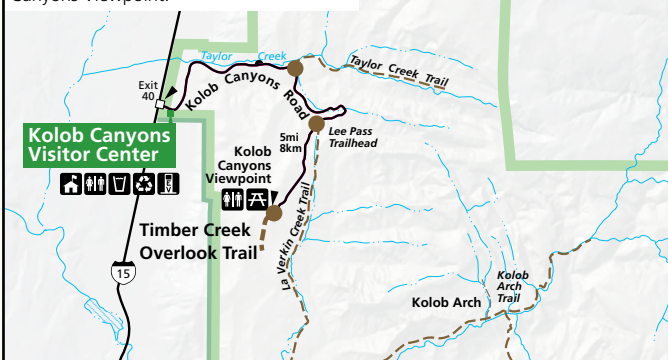 Canyons Viewpoint.
Taylor Creek
Taylor Creek Trail
Exit
40
Kolob Canyons Road
Kolob Canyons
Visitor Center
5mi
8km
Lee Pass
Trailhead
Kolob
Canyons
Viewpoint
Timber Creek
Overlook Trail
La Verkin Creek Trail
15
Kolob
Arch
Trail
Kolob Arch